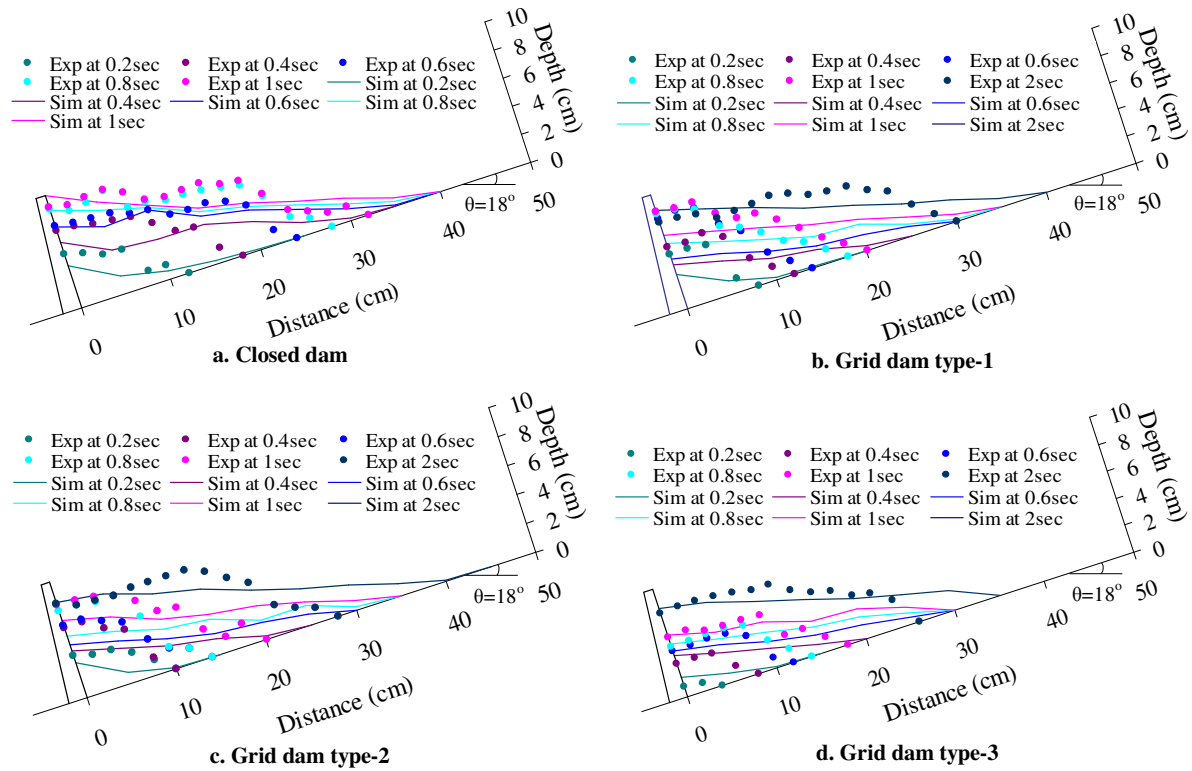 Exp at 0.2sec Exp at 0.4sec Exp at 0.6sec
Exp at 0.8sec Exp at 1sec Sim at 0.2sec
Sim at 0.4sec Sim at 0.6sec Sim at 0.8sec
Sim at 1sec
10
8
6
4
2
0
Depth (cm)
θ=18°
50
40
30
20
10
0
Distance (cm)
a. Closed dam
Exp at 0.2sec Exp at 0.4sec Exp at 0.6sec
Exp at 0.8sec Exp at 1sec Exp at 2sec
Sim at 0.2sec Sim at 0.4sec Sim at 0.6sec
Sim at 0.8sec Sim at 1sec Sim at 2sec
10
8
6
4
2
0
Depth (cm)
θ=18°
50
40
30
20
10
0
Distance (cm)
b. Grid dam type-1
Exp at 0.2sec Exp at 0.4sec Exp at 0.6sec
Exp at 0.8sec Exp at 1sec Exp at 2sec
Sim at 0.2sec Sim at 0.4sec Sim at 0.6sec
Sim at 0.8sec Sim at 1sec Sim at 2sec
10
8
6
4
2
0
Depth (cm)
θ=18°
50
40
30
20
10
0
Distance (cm)
c. Grid dam type-2
Exp at 0.2sec Exp at 0.4sec Exp at 0.6sec
Exp at 0.8sec Exp at 1sec Exp at 2sec
Sim at 0.2sec Sim at 0.4sec Sim at 0.6sec
Sim at 0.8sec Sim at 1sec Sim at 2sec
10
8
6
4
2
0
Depth (cm)
θ=18°
50
40
30
20
10
0
Distance (cm)
d. Grid dam type-3